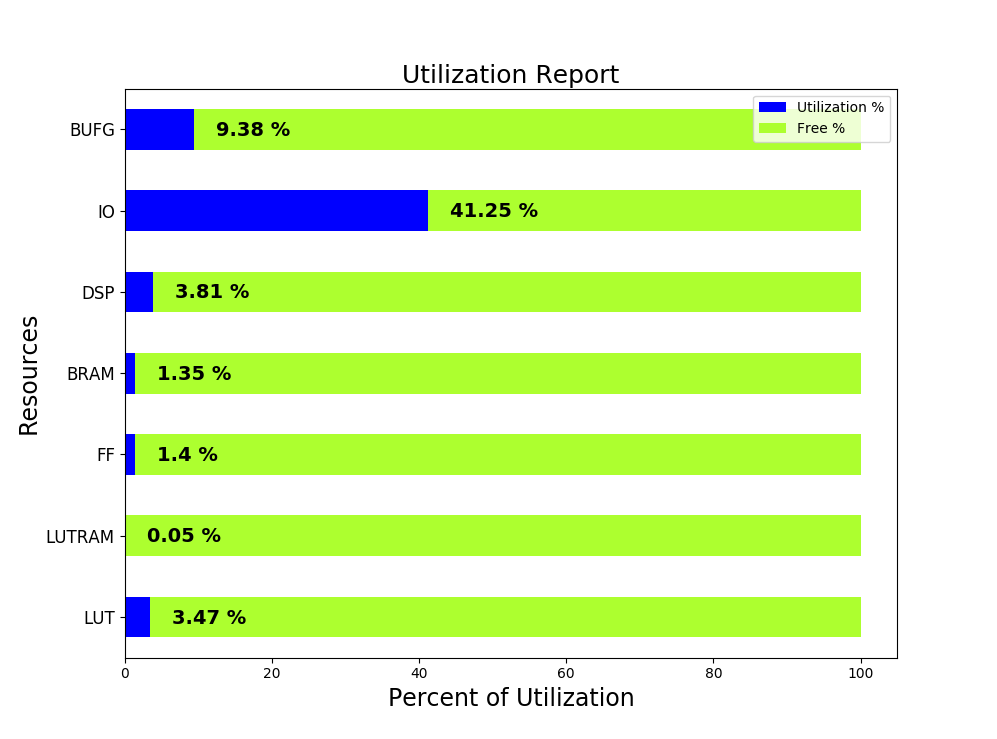 Utilization Report
Utilization %
Free %
BUFG
9.38 %
IO
41.25 %
DSP
3.81 %
BRAM
1.35 %
FF
1.4 %
LUTRAM
0.05 %
LUT
3.47 %
Resources
0 20 40 60 80 100
Percent of Utilization